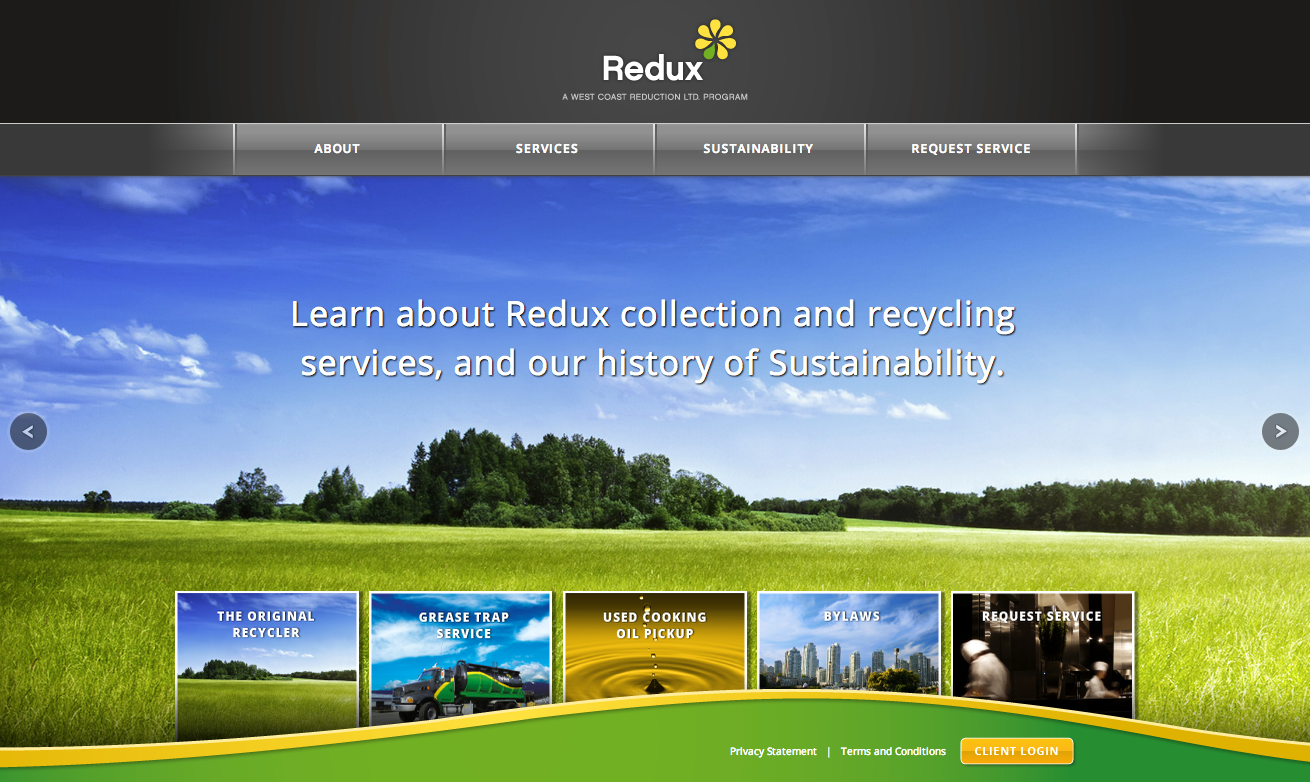 Redux
A WEST COAST REDUCTION LTD. PROGRAM
ABOUT
SERVICES
SUSTAINABILITY
REQUEST SERVICE
Learn about Redux collection and recycling
services, and our history of Sustainability.
<
>
THE ORIGINAL
RECYCLER
GREASE TRAP
SERVICE
USED COOKING
OIL PICKUP
BYLAWS
REQUEST SERVICE
Privacy Statement | Terms and Conditions
CLIENT LOGIN